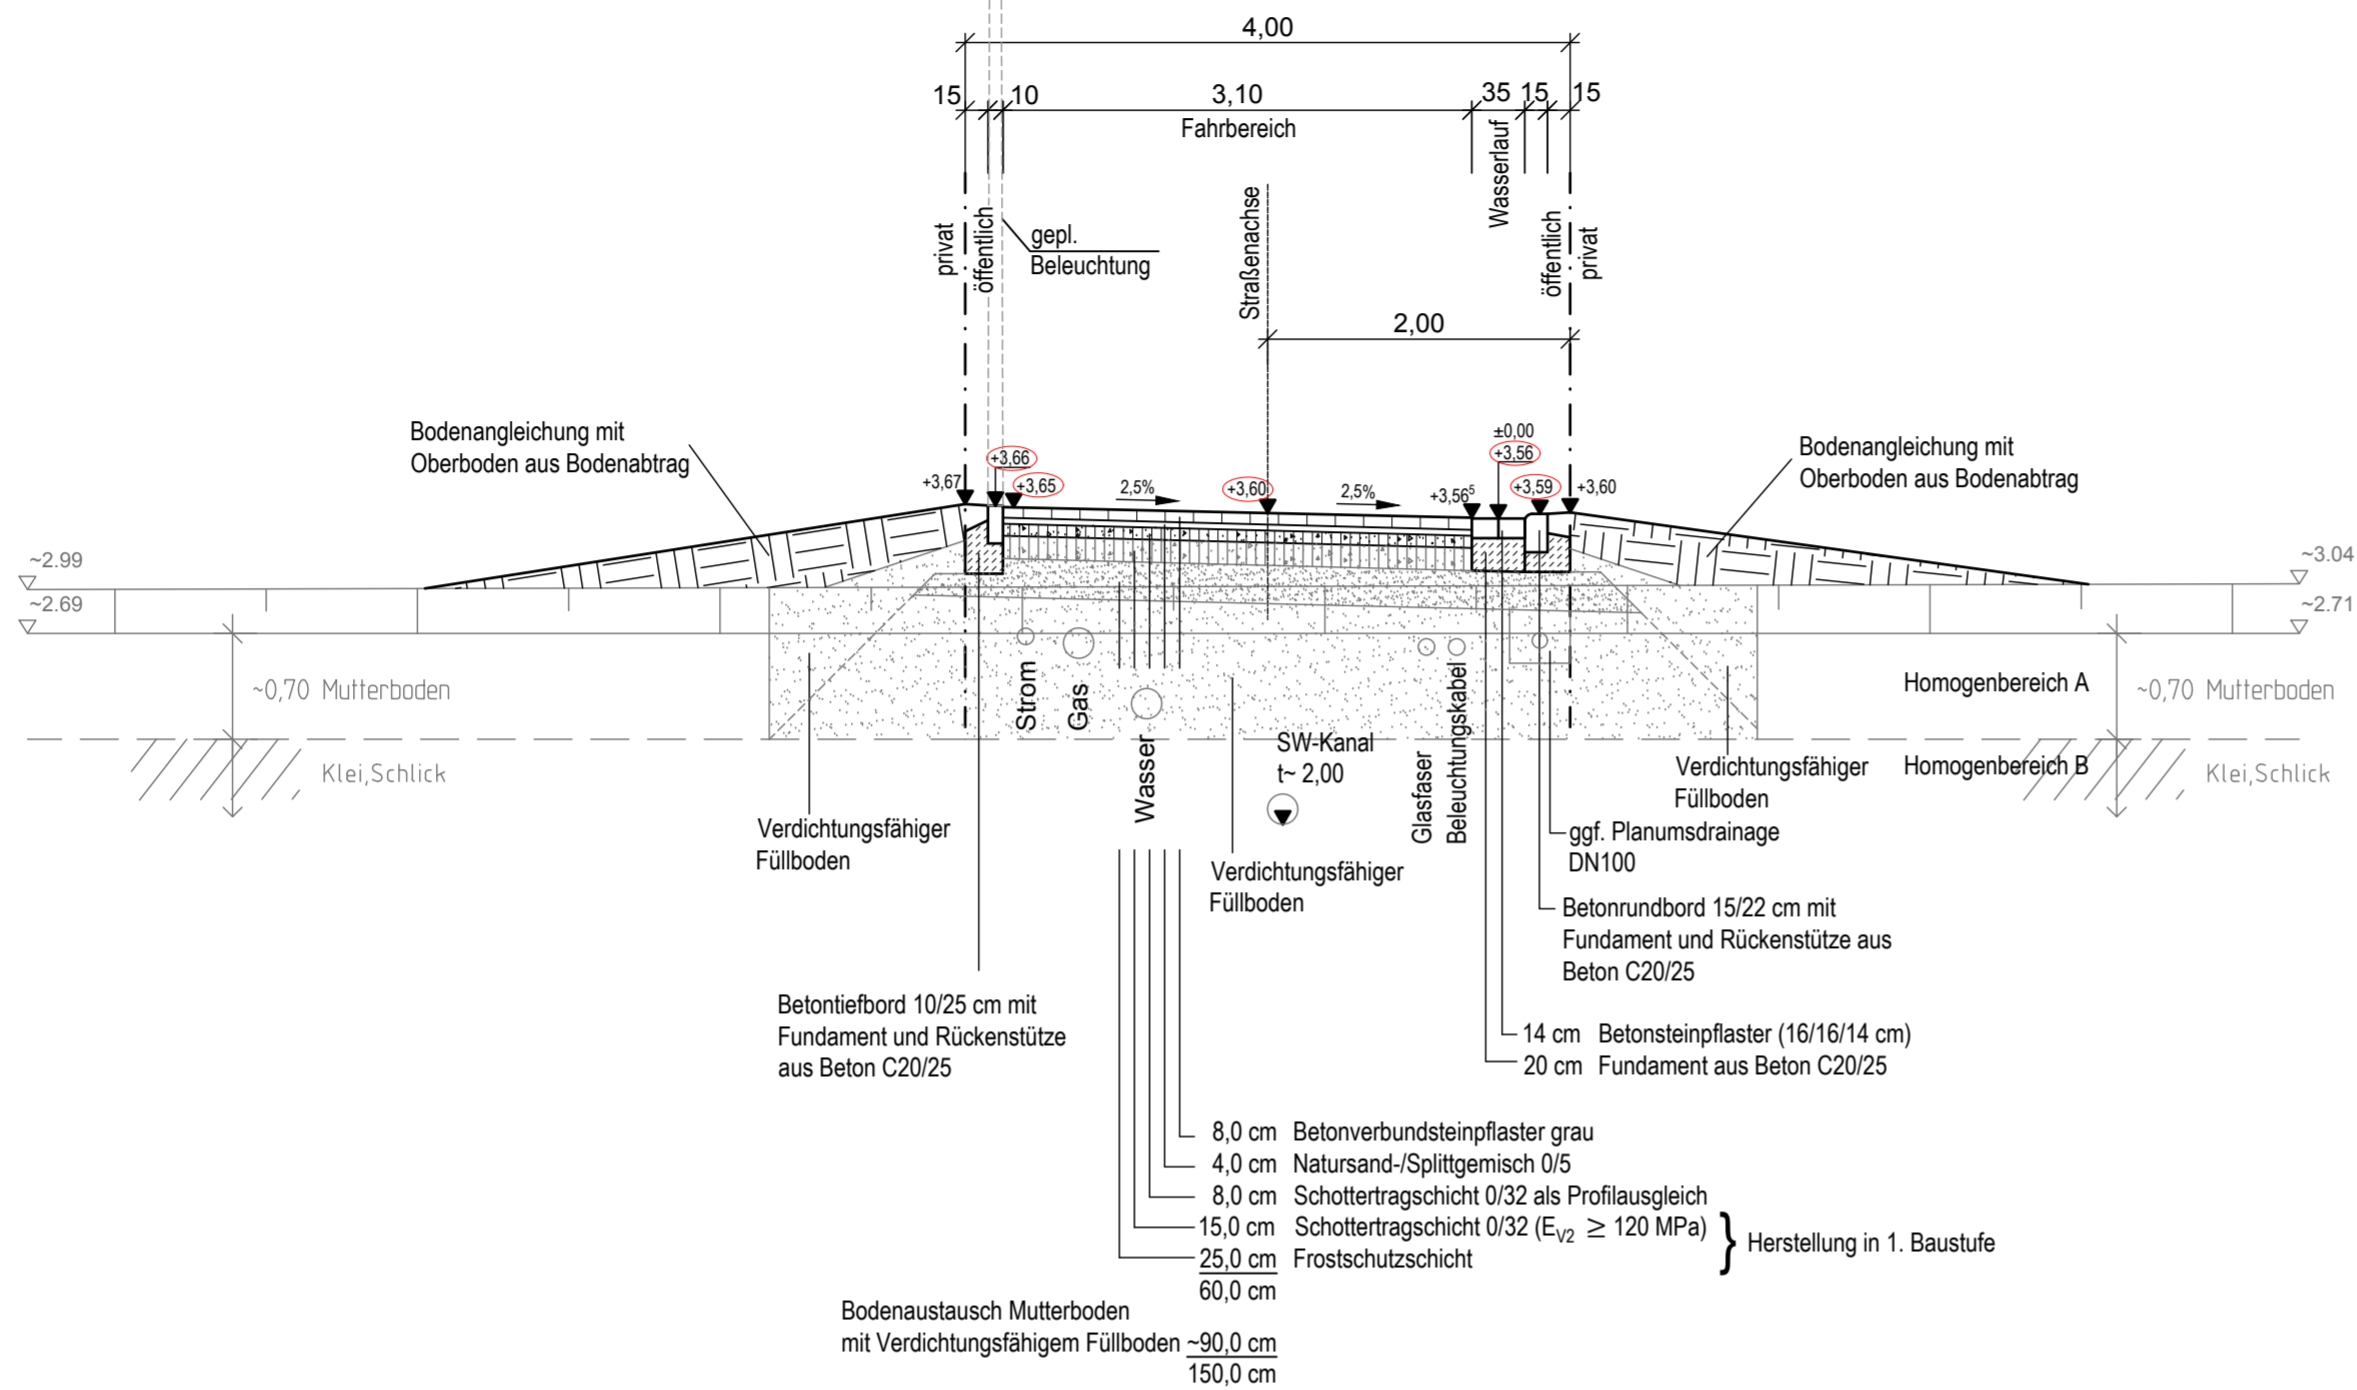 4,00
15 10 3,10 35 15 15
Fahrbereich
Wasserlauf
Straßenachse
privat
öffentlich
öffentlich
privat
gepl.
Beleuchtung
2,00
Bodenangleichung mit
Oberboden aus Bodenabtrag
Bodenangleichung mit
Oberboden aus Bodenabtrag
±0,00
+3,66
+3,56
+3,67
+3,65
2,5%
+3,60
2,5%
+3,56⁵
+3,59
+3,60
~2.99
~2.69
~3.04
~2.71
~0,70 Mutterboden
Klei,Schlick
Strom
Gas
Wasser
SW-Kanal
t~ 2,00
Glasfaser
Beleuchtungskabel
Homogenbereich A
~0,70 Mutterboden
Homogenbereich B
Klei,Schlick
Verdichtungsfähiger
Füllboden
Verdichtungsfähiger
Füllboden
Verdichtungsfähiger
Füllboden
ggf. Planumsdrainage
DN100
Betonrundbord 15/22 cm mit
Fundament und Rückenstütze aus
Beton C20/25
Betontiefbord 10/25 cm mit
Fundament und Rückenstütze
aus Beton C20/25
14 cm Betonsteinpflaster (16/16/14 cm)
20 cm Fundament aus Beton C20/25
8,0 cm Betonverbundsteinpflaster grau
4,0 cm Natursand-/Splittgemisch 0/5
8,0 cm Schottertragschicht 0/32 als Profilausgleich
15,0 cm Schottertragschicht 0/32 (EV2 ≥ 120 MPa)
} Herstellung in 1. Baustufe
25,0 cm Frostschutzschicht
60,0 cm
Bodenaustausch Mutterboden
mit Verdichtungsfähigem Füllboden ~90,0 cm
150,0 cm